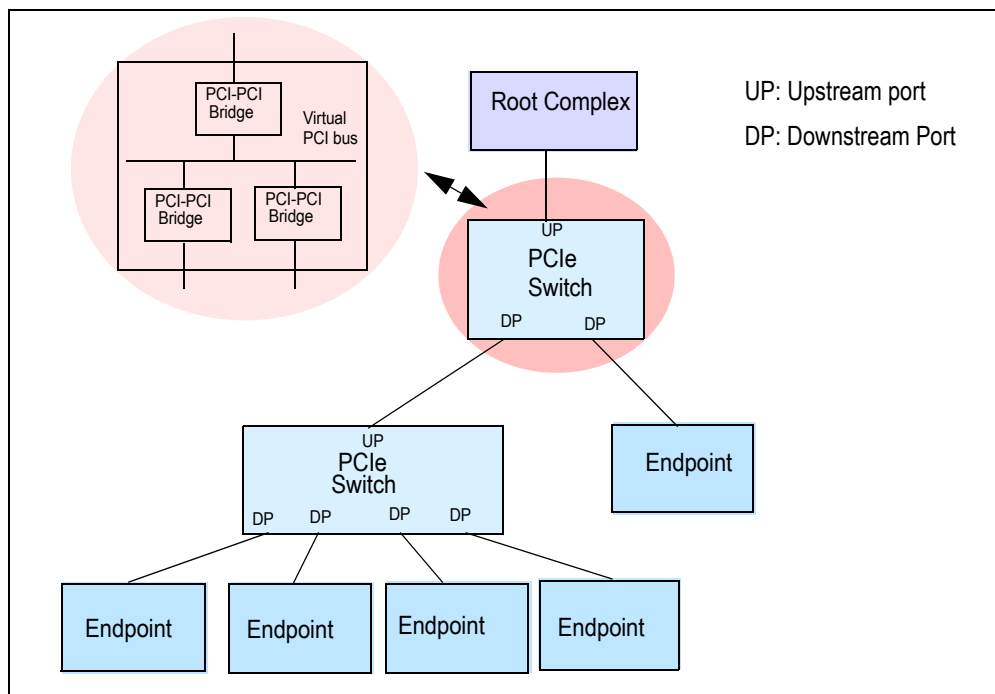 PCI-PCI
Bridge
Virtual
PCI bus
PCI-PCI
Bridge
PCI-PCI
Bridge
Root Complex
UP: Upstream port
DP: Downstream Port
UP
PCIe
Switch
DP
DP
UP
PCIe
Switch
DP
DP
DP
DP
Endpoint
Endpoint
Endpoint
Endpoint
Endpoint